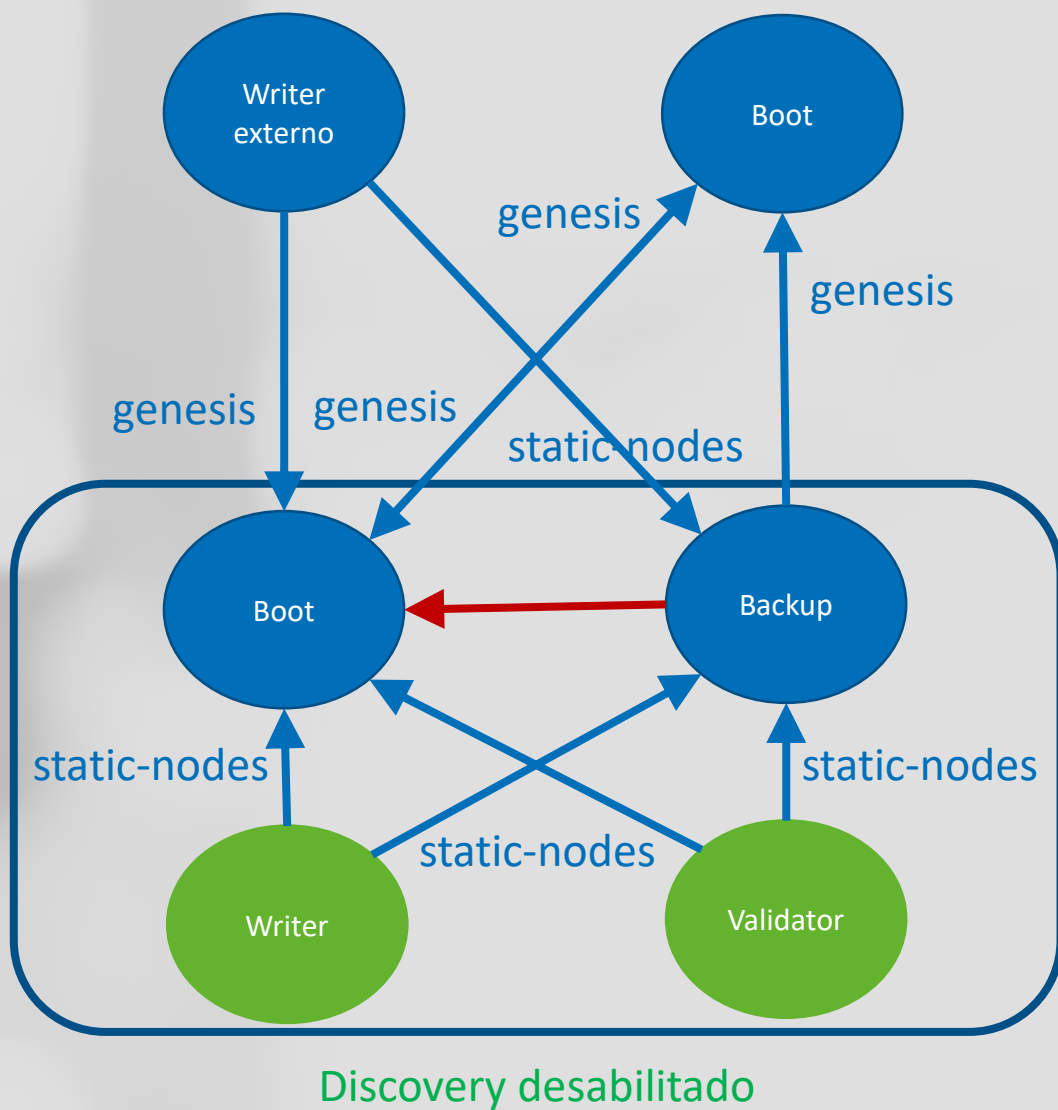 Writer
externo
Boot
genesis
genesis
genesis
genesis
static-nodes
Boot
Backup
static-nodes
static-nodes
static-nodes
Writer
Validator
Discovery desabilitado